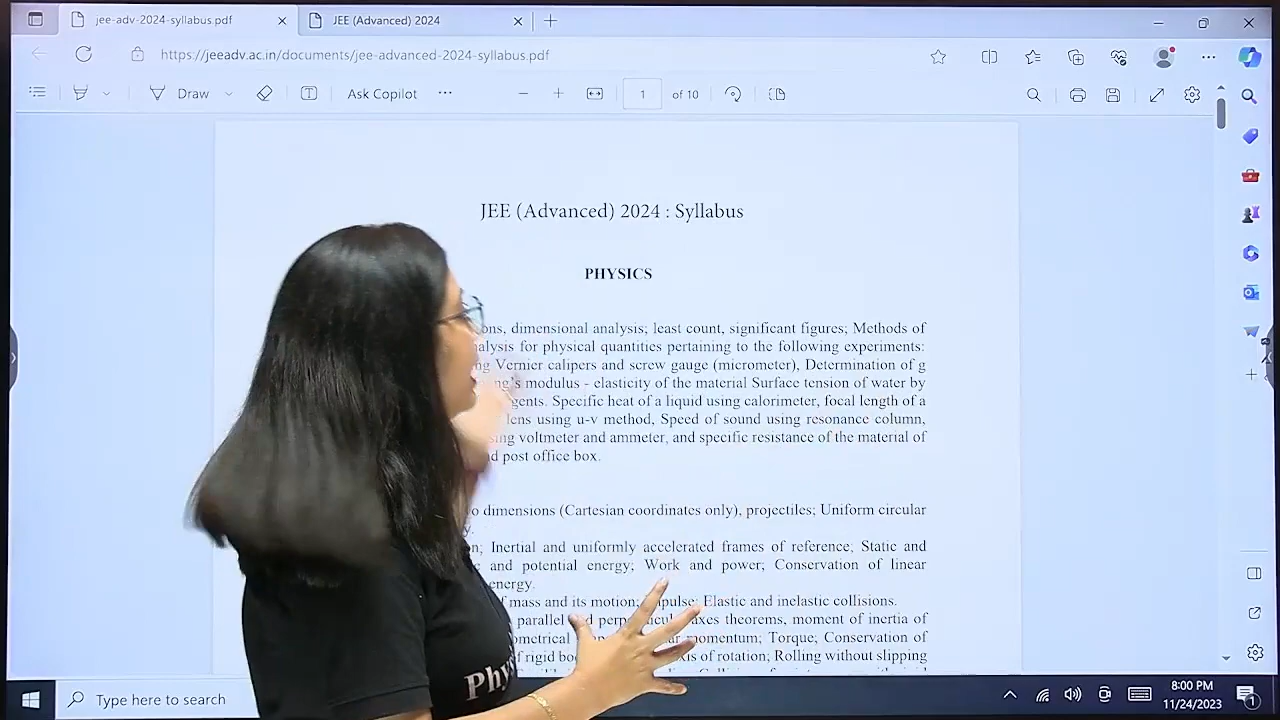 jee-adv-2024-syllabus.pdf
JEE (Advanced) 2024
https://jeeadv.ac.in/documents/jee-advanced-2024-syllabus.pdf
Draw
Ask Copilot
1 of 10
JEE (Advanced) 2024 : Syllabus
PHYSICS
dimensional analysis; least count, significant figures; Methods of
for physical quantities pertaining to the following experiments:
Vernier calipers and screw gauge (micrometer), Determination of g
modulus - elasticity of the material Surface tension of water by
Specific heat of a liquid using calorimeter, focal length of a
lens using u-v method, Speed of sound using resonance column,
voltmeter and ammeter, and specific resistance of the material of
post office box.
dimensions (Cartesian coordinates only), projectiles; Uniform circular
Inertial and uniformly accelerated frames of reference; Static and
and potential energy; Work and power; Conservation of linear
energy.
of mass and its motion; Impulse; Elastic and inelastic collisions.
parallel and axes theorems, moment of inertia of
momentum; Torque; Conservation of
of rigid of rotation; Rolling without slipping
Type here to search
8:00 PM
11/24/2023
1